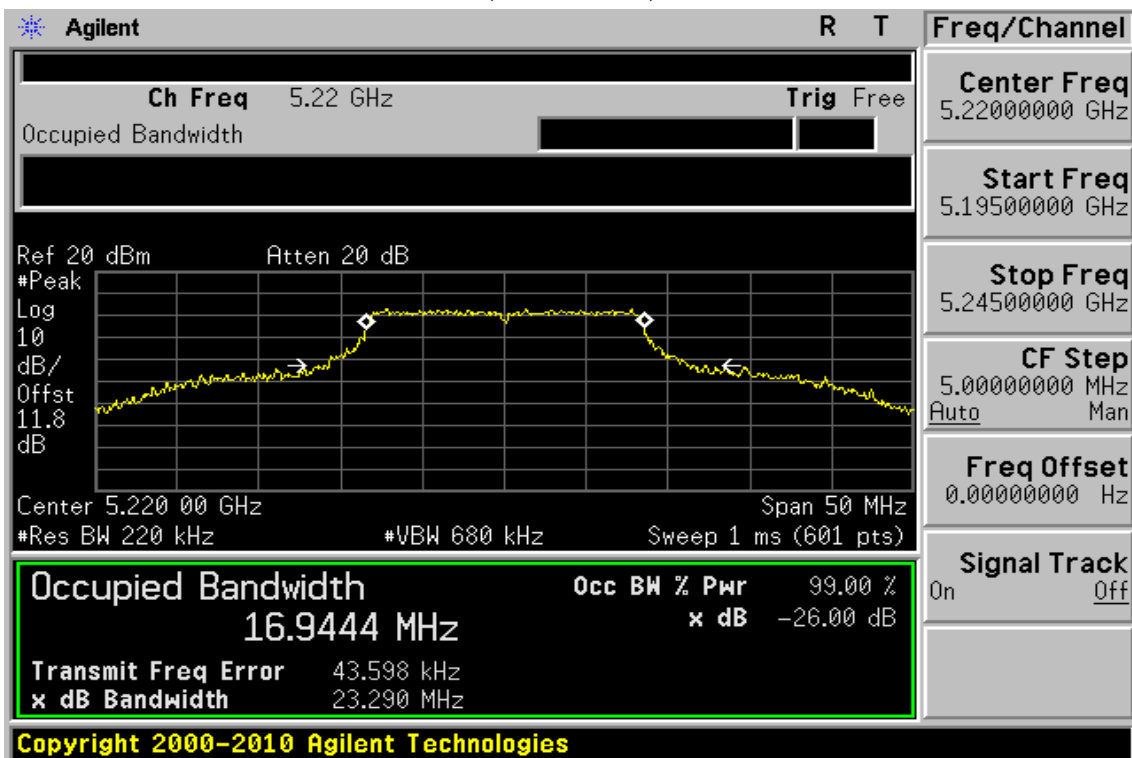 Agilent R T
Ch Freq 5.22 GHz Trig Free
Occupied Bandwidth
Ref 20 dBm Atten 20 dB
#Peak
Log
10
dB/
Offst
11.8
dB
Center 5.220 00 GHz Span 50 MHz
#Res BW 220 kHz #VBW 680 kHz Sweep 1 ms (601 pts)
Occupied Bandwidth Occ BW % Pwr 99.00 %
16.9444 MHz x dB -26.00 dB
Transmit Freq Error 43.598 kHz
x dB Bandwidth 23.290 MHz
Copyright 2000-2010 Agilent Technologies
Freq/Channel
Center Freq
5.22000000 GHz
Start Freq
5.19500000 GHz
Stop Freq
5.24500000 GHz
CF Step
5.00000000 MHz
Auto Man
Freq Offset
0.00000000 Hz
Signal Track
On Off